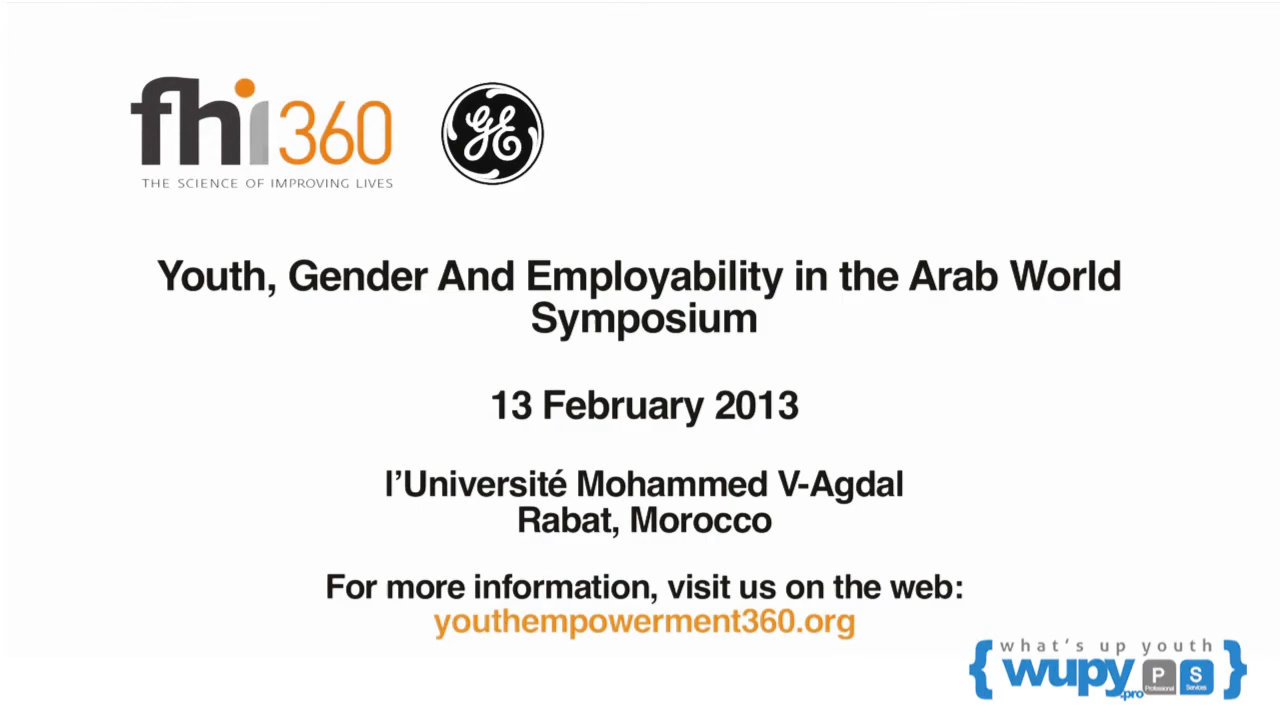 fhi360
GE
THE SCIENCE OF IMPROVING LIVES
Youth, Gender And Employability in the Arab World
Symposium
13 February 2013
l’Université Mohammed V-Agdal
Rabat, Morocco
For more information, visit us on the web:
youthempowerment360.org
{ what's up youth }
wupy.pro P Professional S Services